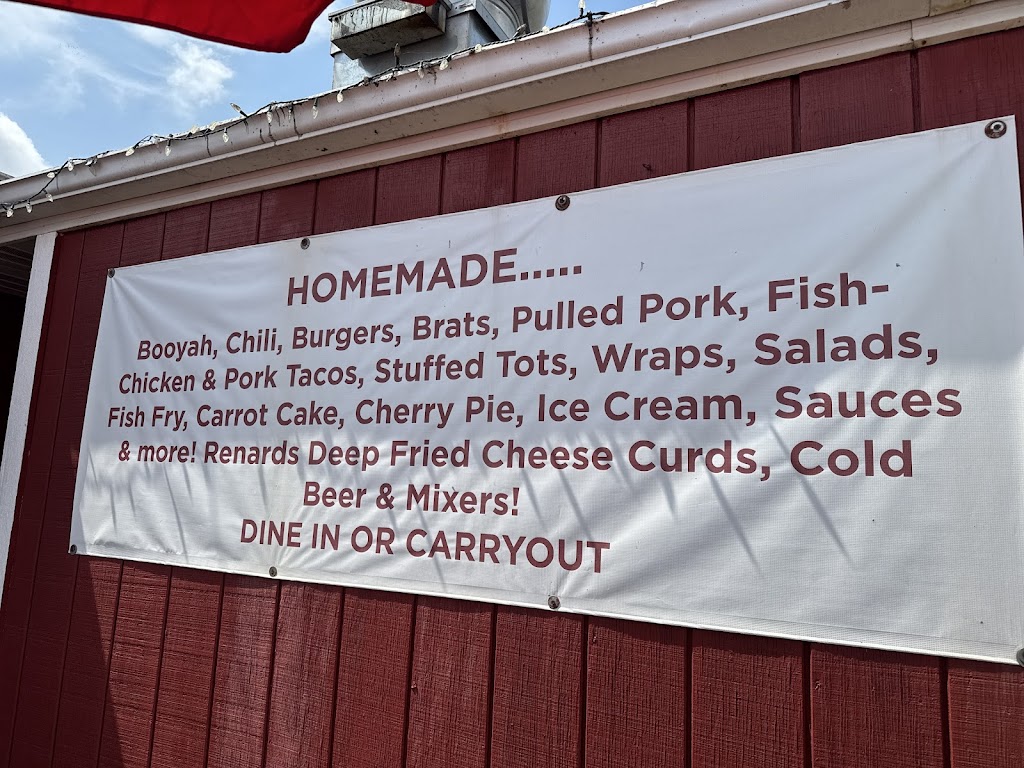 HOMEMADE.....
Booyah, Chili, Burgers, Brats, Pulled Pork, Fish-
Chicken & Pork Tacos, Stuffed Tots, Wraps, Salads,
Fish Fry, Carrot Cake, Cherry Pie, Ice Cream, Sauces
& more! Renards Deep Fried Cheese Curds, Cold
Beer & Mixers!
DINE IN OR CARRYOUT